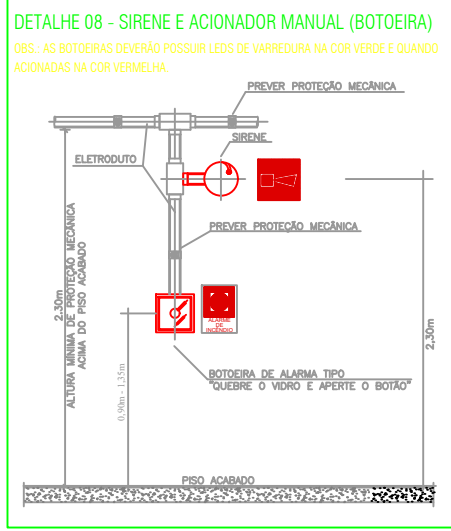 DETALHE 08 - SIRENE E ACIONADOR MANUAL (BOTOEIRA)
OBS.: AS BOTOEIRAS DEVERÃO POSSUIR LEDS DE VARREDURA NA COR VERDE E QUANDO
ACIONADAS NA COR VERMELHA.
PREVER PROTEÇÃO MECÂNICA
SIRENE
ELETRODUTO
PREVER PROTEÇÃO MECÂNICA
2.30m
ALTURA MÍNIMA DE PROTEÇÃO MECÂNICA
ACIMA DO PISO ACABADO
ALARME
DE
INCÊNDIO
0,90m - 1,35m
2,30m
BOTOEIRA DE ALARMA TIPO
"QUEBRE O VIDRO E APERTE O BOTÃO"
PISO ACABADO